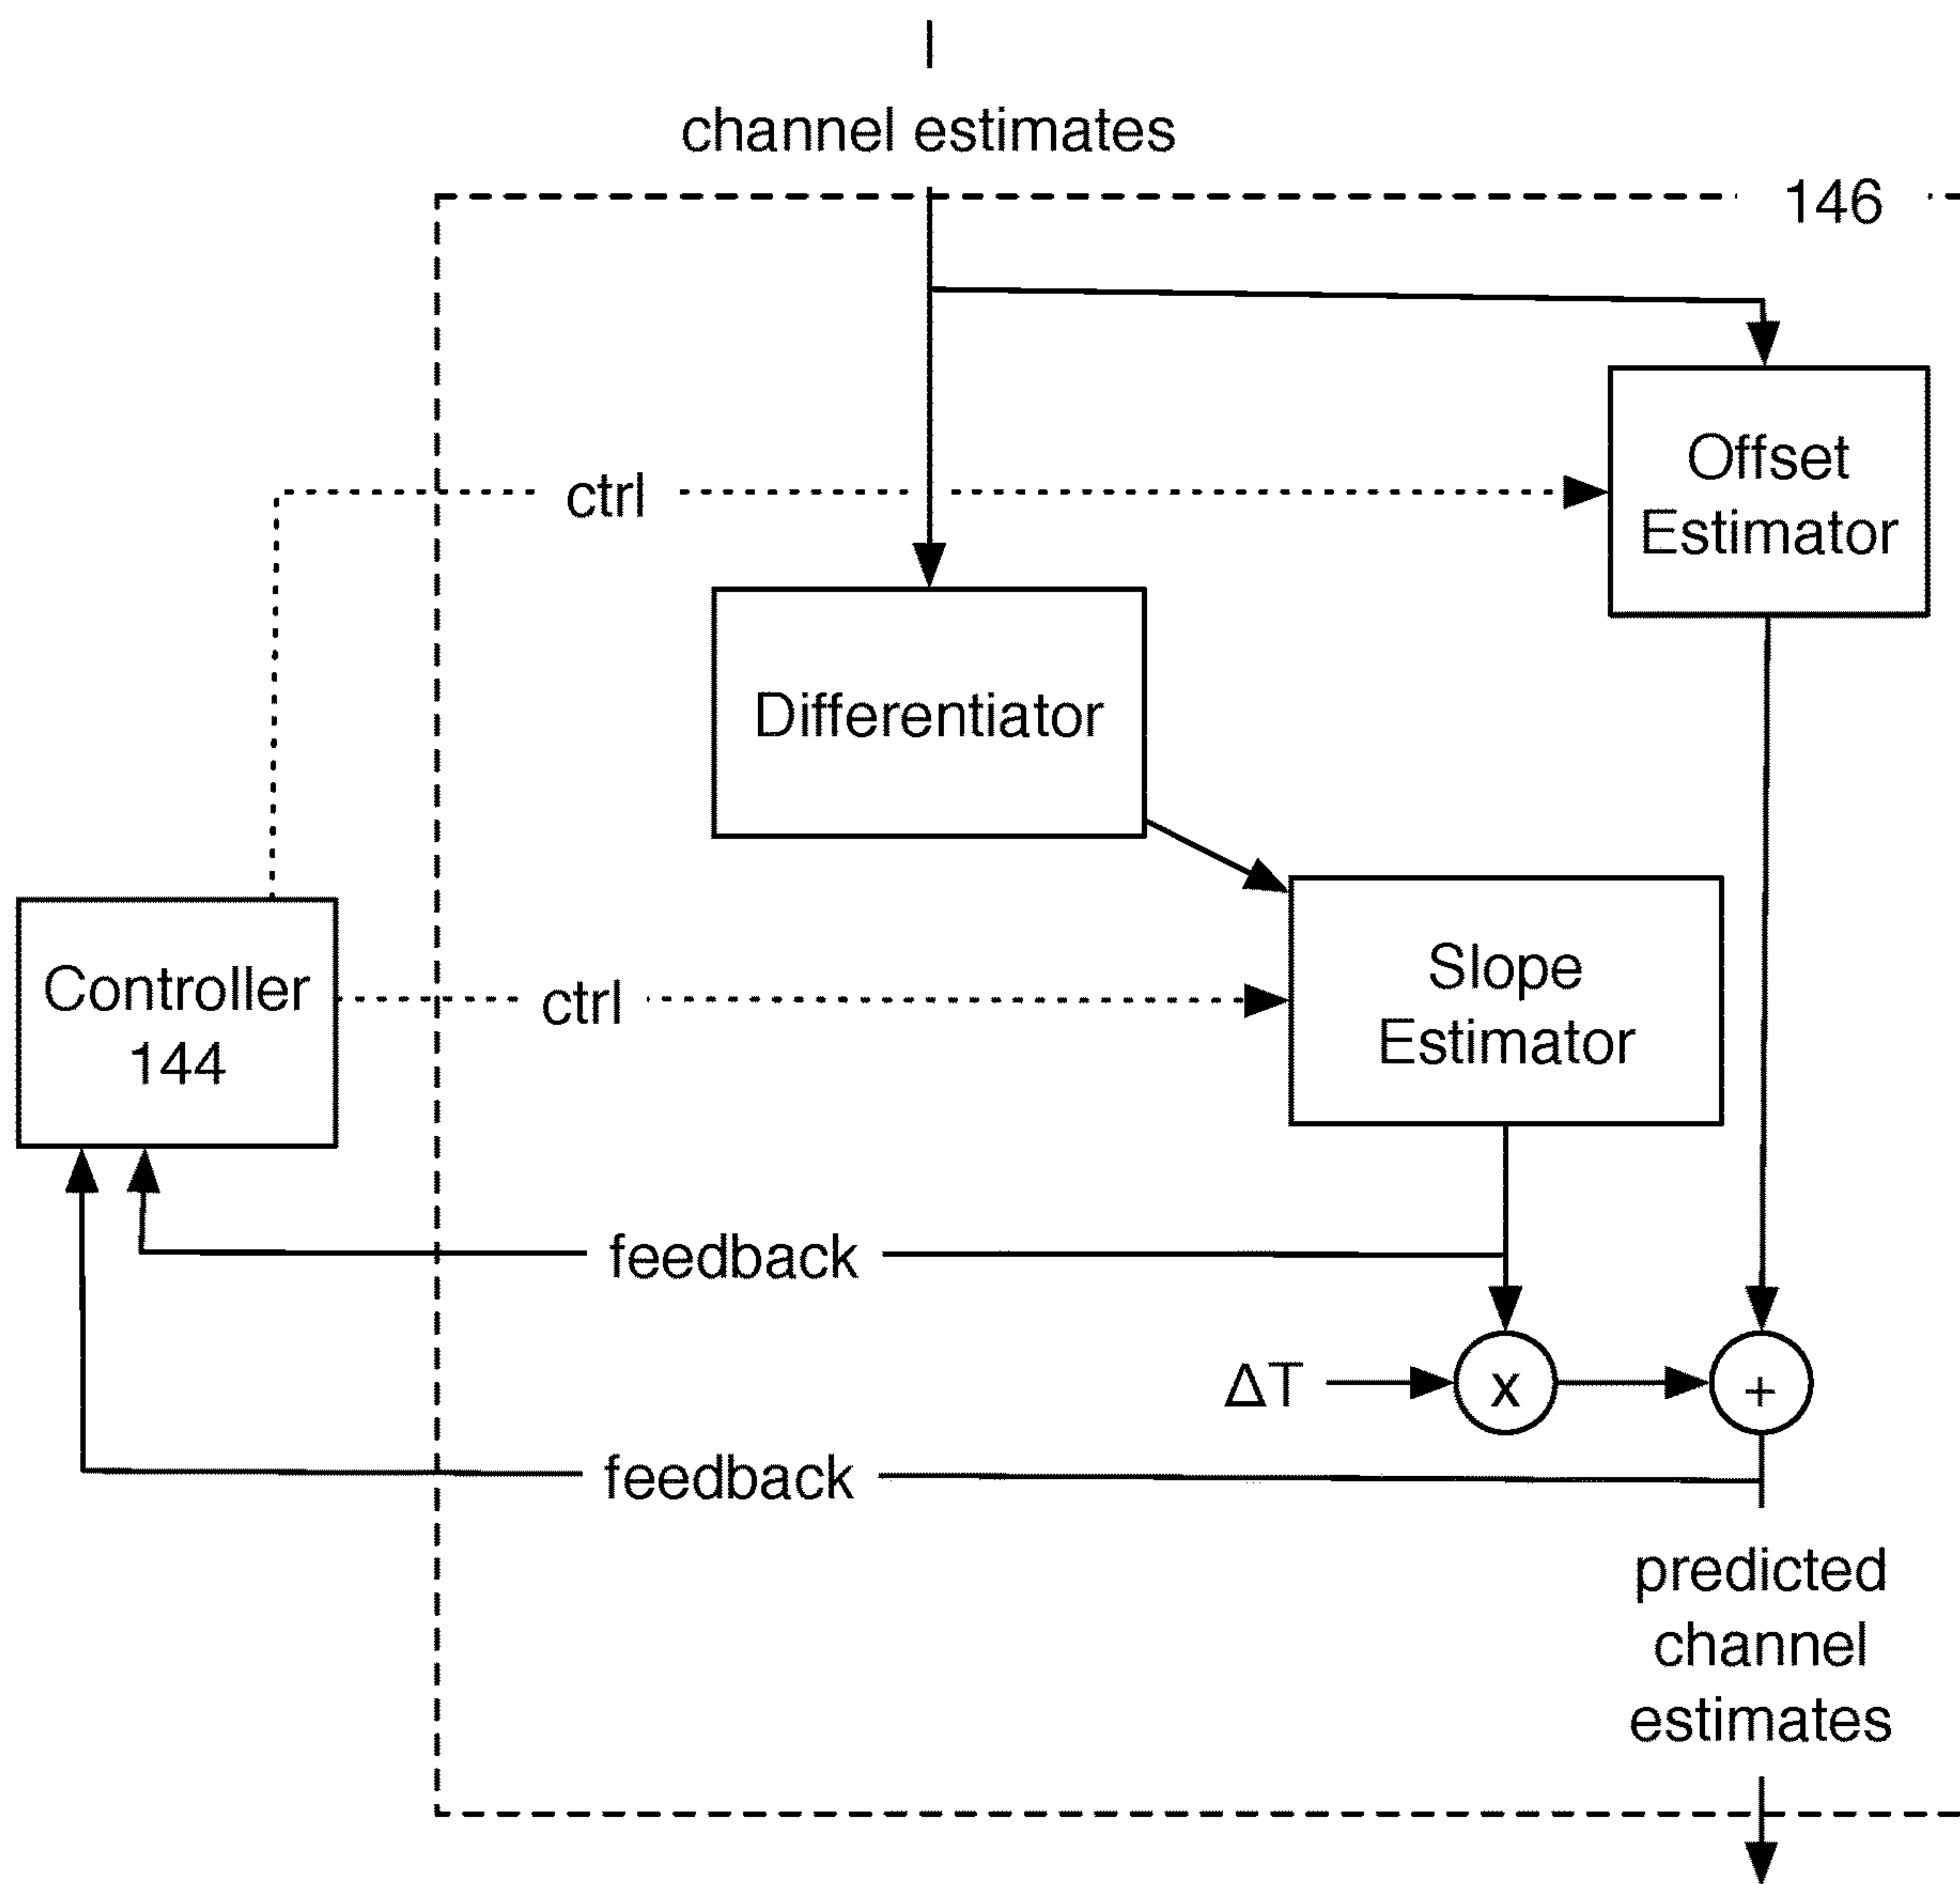 channel estimates
146
ctrl
Offset
Estimator
Differentiator
Controller
144
ctrl
Slope
Estimator
feedback
ΔT
x
+
feedback
predicted
channel
estimates